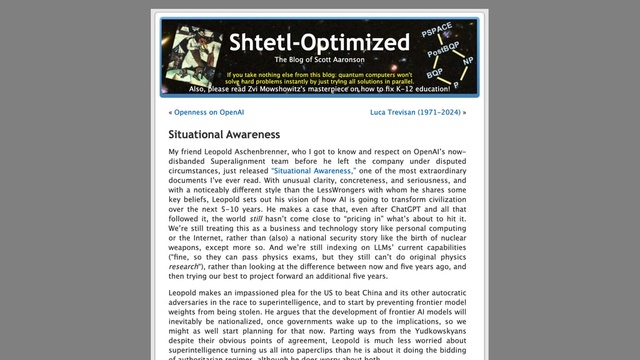 Shtetl-Optimized
The Blog of Scott Aaronson
If you take nothing else from this blog: quantum computers won't
solve hard problems instantly by just trying all solutions in parallel.
Also, please read Zvi Mowshowitz's masterpiece on how to fix K-12 education!
PSPACE
PostBQP
NP
BQP
P
« Openness on OpenAI
Luca Trevisan (1971-2024) »
Situational Awareness
My friend Leopold Aschenbrenner, who I got to know and respect on OpenAI's now-
disbanded Superalignment team before he left the company under disputed
circumstances, just released "Situational Awareness," one of the most extraordinary
documents I've ever read. With unusual clarity, concreteness, and seriousness, and
with a noticeably different style than the LessWrongers with whom he shares some
key beliefs, Leopold sets out his vision of how AI is going to transform civilization
over the next 5-10 years. He makes a case that, even after ChatGPT and all that
followed it, the world still hasn't come close to "pricing in" what's about to hit it.
We're still treating this as a business and technology story like personal computing
or the Internet, rather than (also) a national security story like the birth of nuclear
weapons, except more so. And we're still indexing on LLMs' current capabilities
("fine, so they can pass physics exams, but they still can't do original physics
research"), rather than looking at the difference between now and five years ago, and
then trying our best to project forward an additional five years.
Leopold makes an impassioned plea for the US to beat China and its other autocratic
adversaries in the race to superintelligence, and to start by preventing frontier model
weights from being stolen. He argues that the development of frontier AI models will
inevitably be nationalized, once governments wake up to the implications, so we
might as well start planning for that now. Parting ways from the Yudkowskyans
despite their obvious points of agreement, Leopold is much less worried about
superintelligence turning us all into paperclips than he is about it doing the bidding
of authoritarian regimes, although he does worry about both.